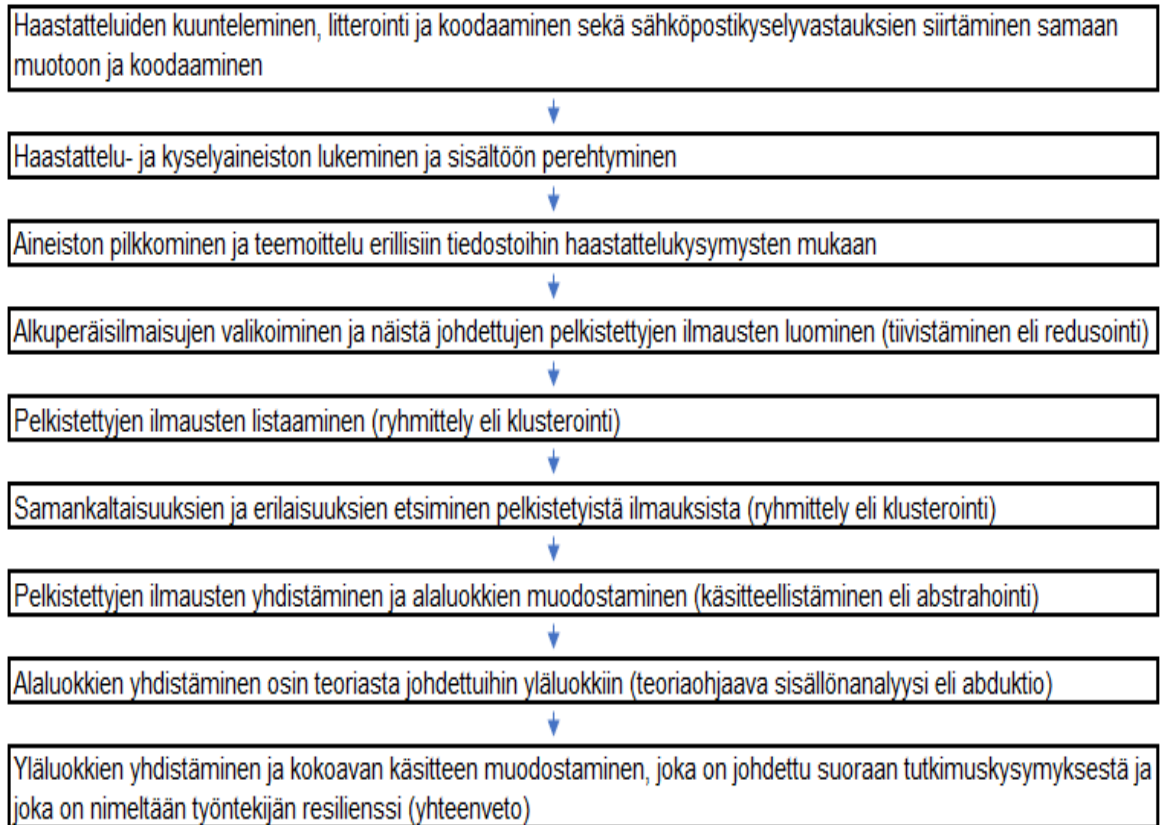 Haastatteluiden kuunteleminen, litterointi ja koodaaminen sekä sähköpostikyselyvastauksien siirtäminen samaan
muotoon ja koodaaminen
Haastattelu- ja kyselyaineiston lukeminen ja sisältöön perehtyminen
Aineiston pilkkominen ja teemoittelu erillisiin tiedostoihin haastattelukysymysten mukaan
Alkuperäisilmaisujen valikoiminen ja näistä johdettujen pelkistettyjen ilmausten luominen (tiivistäminen eli redusointi)
Pelkistettyjen ilmausten listaaminen (ryhmittely eli klusterointi)
Samankaltaisuuksien ja erilaisuuksien etsiminen pelkistetyistä ilmauksista (ryhmittely eli klusterointi)
Pelkistettyjen ilmausten yhdistäminen ja alaluokkien muodostaminen (käsitteellistäminen eli abstrahointi)
Alaluokkien yhdistäminen osin teoriasta johdettuihin yläluokkiin (teoriaohjaava sisällönanalyysi eli abduktio)
Yläluokkien yhdistäminen ja kokoavan käsitteen muodostaminen, joka on johdettu suoraan tutkimuskysymyksestä ja
joka on nimeltään työntekijän resilienssi (yhteenveto)